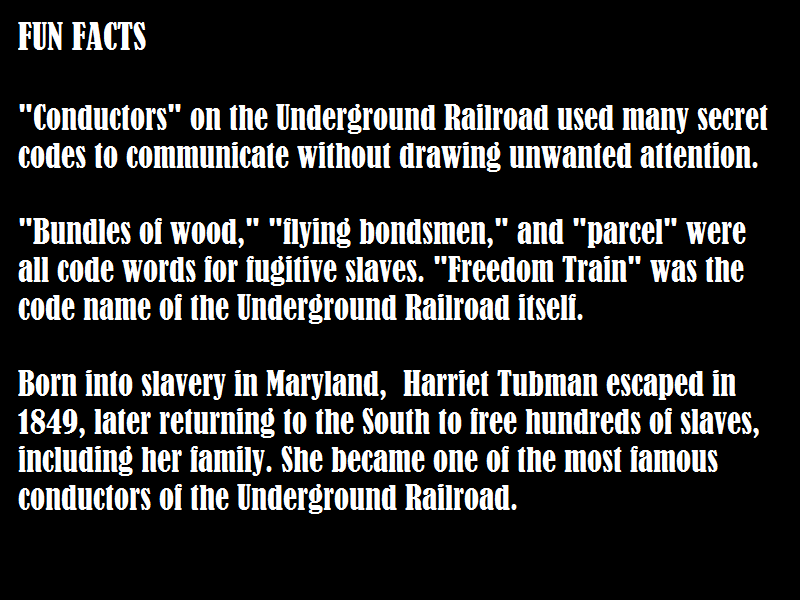 FUN FACTS
"Conductors" on the Underground Railroad used many secret
codes to communicate without drawing unwanted attention.
"Bundles of wood," "flying bondsmen," and "parcel" were
all code words for fugitive slaves. "Freedom Train" was the
code name of the Underground Railroad itself.
Born into slavery in Maryland,  Harriet Tubman escaped in
1849, later returning to the South to free hundreds of slaves,
including her family. She became one of the most famous
conductors of the Underground Railroad.